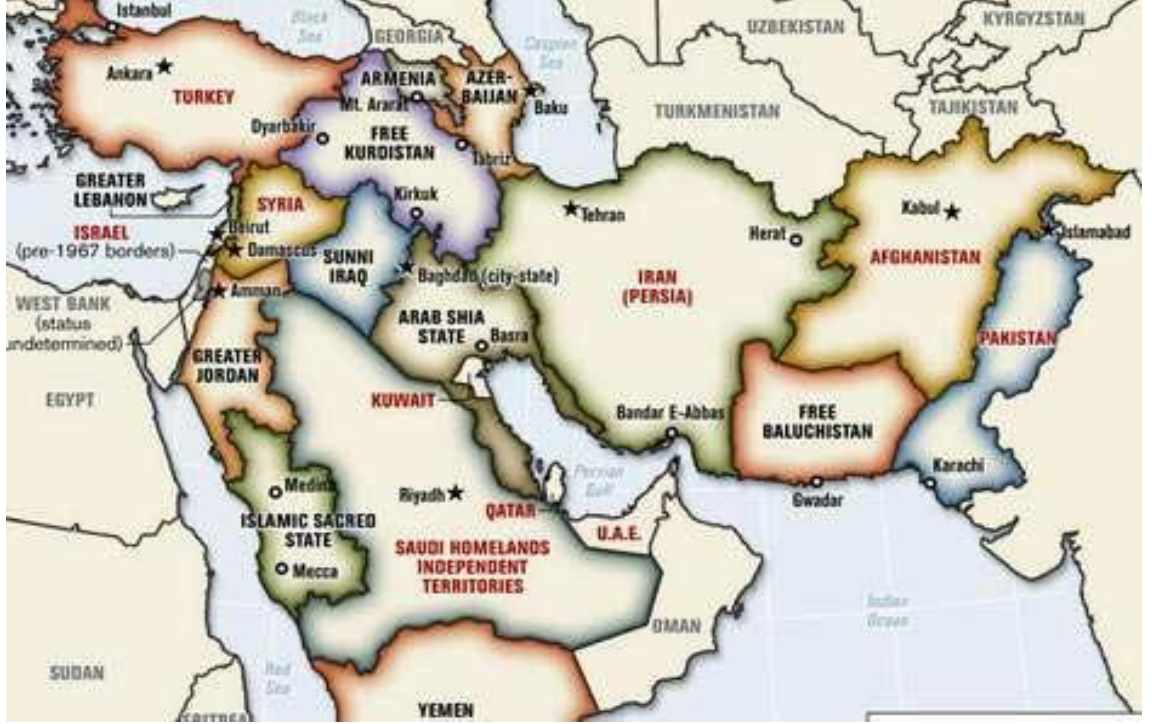 Istanbul
Black
Sea
GEORGIA
Caspian
Sea
UZBEKISTAN
KYRGYZSTAN
Ankara
TURKEY
ARMENIA
Mt. Ararat
AZER-
BAIJAN
Baku
TURKMENISTAN
TAJIKISTAN
Dyarbakir
FREE
KURDISTAN
Tabriz
GREATER
LEBANON
SYRIA
Kirkuk
Tehran
Herat
Kabul
Islamabad
ISRAEL
(pre-1967 borders)
Beirut
Damascus
SUNNI
IRAQ
Baghdad (city-state)
IRAN
(PERSIA)
AFGHANISTAN
WEST BANK
(status
undetermined)
Amman
ARAB SHIA
STATE
Basra
PAKISTAN
GREATER
JORDAN
EGYPT
KUWAIT
Bandar E-Abbas
FREE
BALUCHISTAN
Karachi
Gwadar
Persian
Gulf
Medina
Riyadh
QATAR
ISLAMIC SACRED
STATE
U.A.E.
SAUDI HOMELANDS
INDEPENDENT
TERRITORIES
Mecca
OMAN
Indian
Ocean
SUDAN
Red
Sea
YEMEN
ERITREA